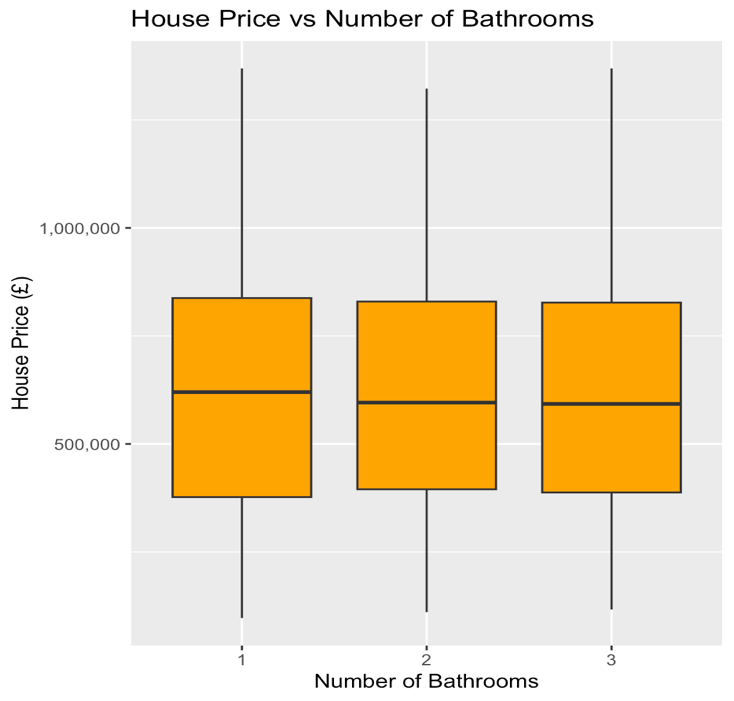 House Price vs Number of Bathrooms
House Price (£)
1,000,000
500,000
1 2 3
Number of Bathrooms